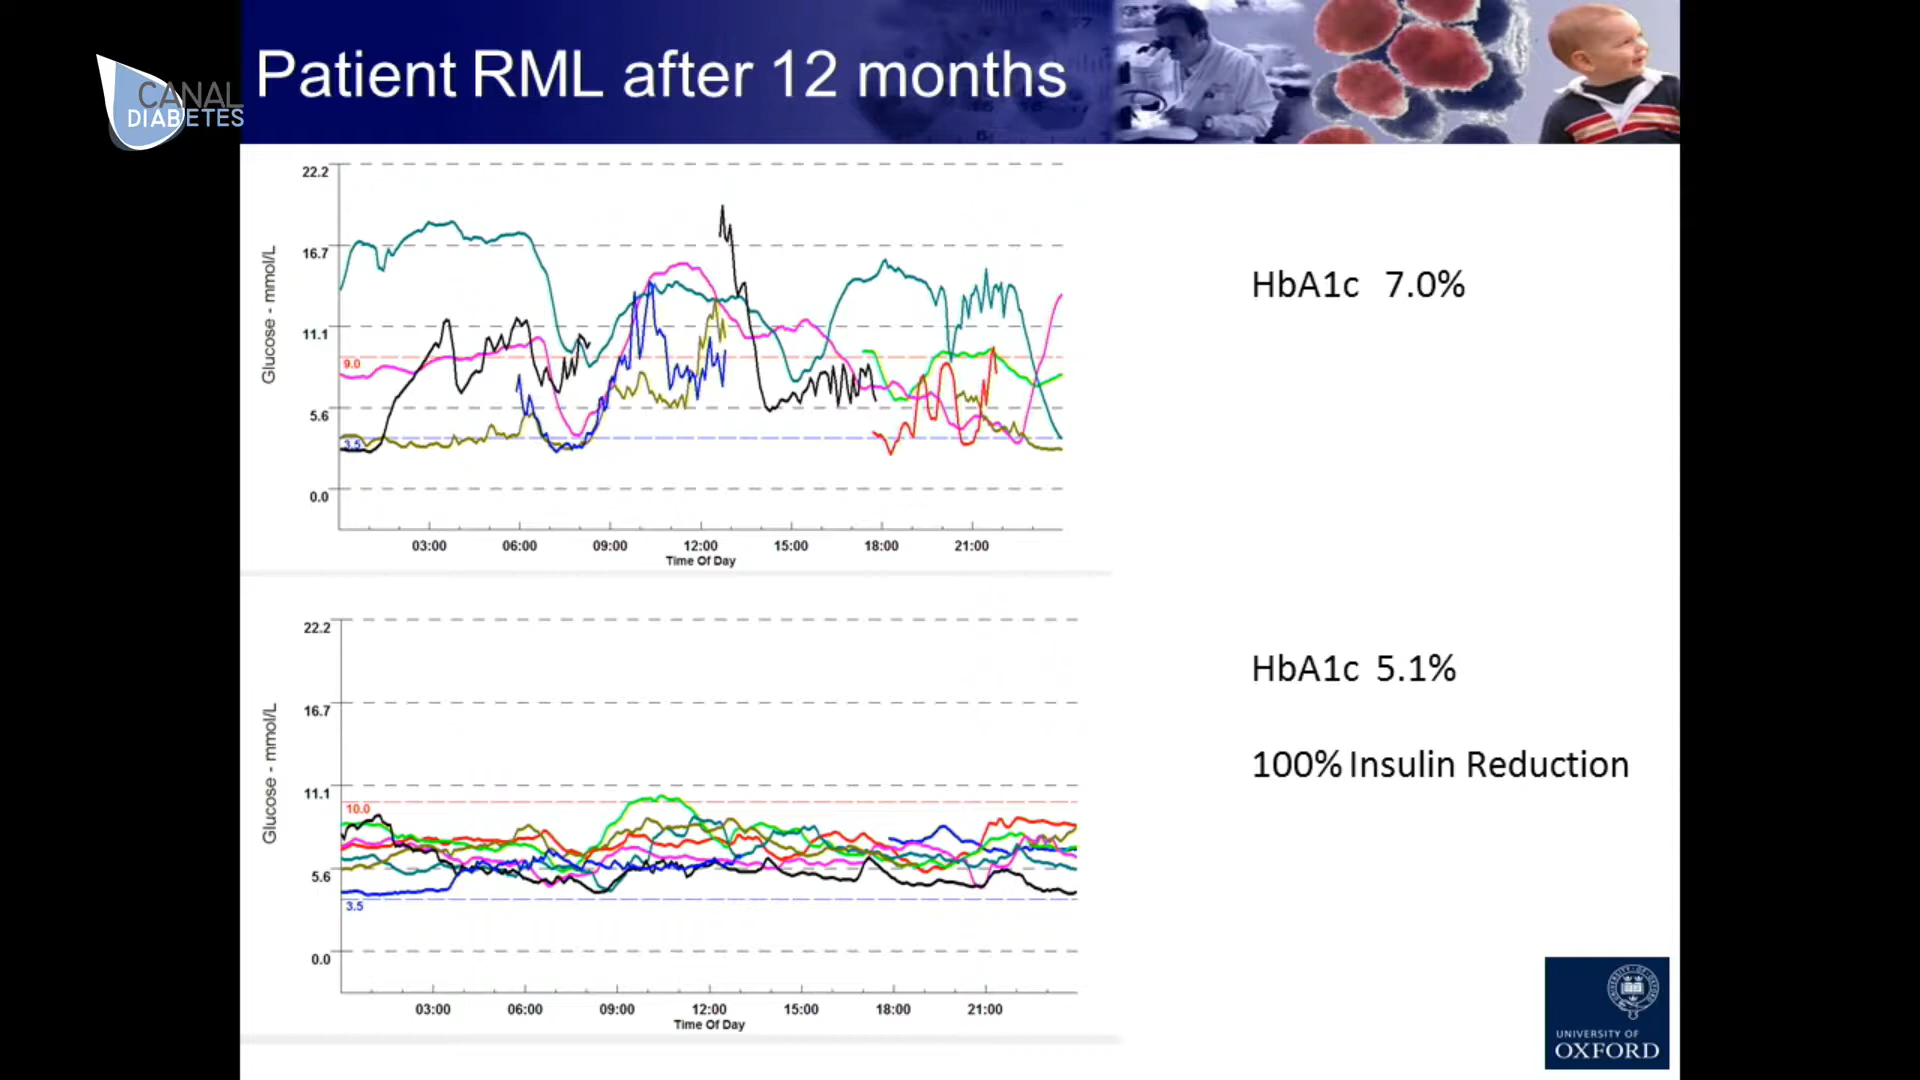 CANAL
DIABETES
Patient RML after 12 months
22.2
16.7
11.1
9.0
5.6
3.5
0.0
Glucose - mmol/L
03:00 06:00 09:00 12:00 15:00 18:00 21:00
Time Of Day
HbA1c 7.0%
22.2
16.7
11.1
10.0
5.6
3.5
0.0
Glucose - mmol/L
03:00 06:00 09:00 12:00 15:00 18:00 21:00
Time Of Day
HbA1c 5.1%
100% Insulin Reduction
UNIVERSITY OF
OXFORD